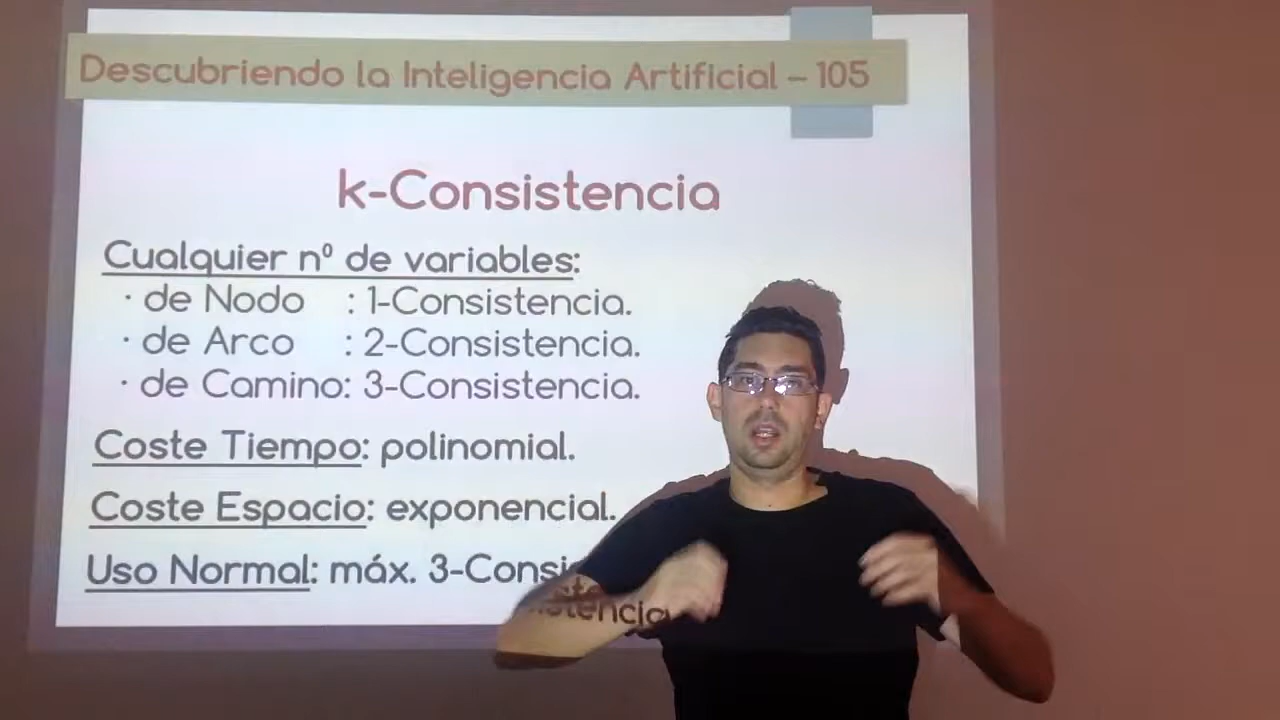 Descubriendo la Inteligencia Artificial – 105
k-Consistencia
Cualquier nº de variables:
· de Nodo : 1-Consistencia.
· de Arco : 2-Consistencia.
· de Camino: 3-Consistencia.
Coste Tiempo: polinomial.
Coste Espacio: exponencial.
Uso Normal: máx. 3-Consistencia